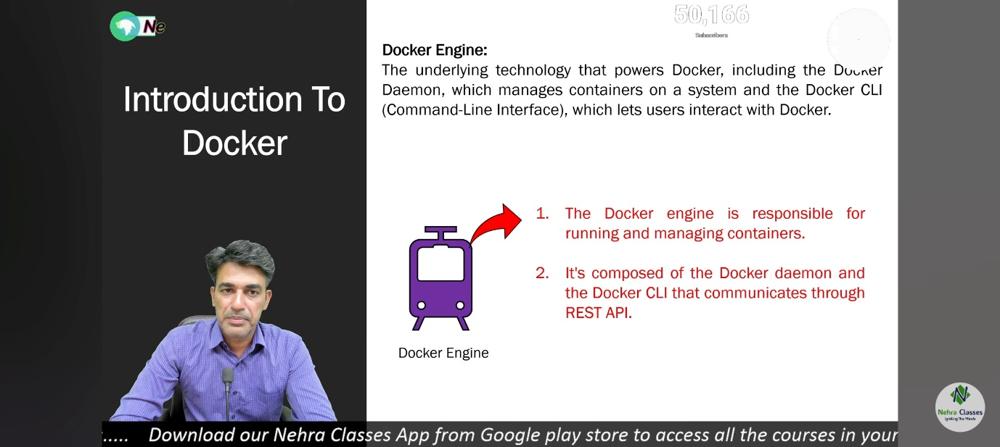 Ne
Introduction To
Docker
50,166
Subscribers
Docker Engine:
The underlying technology that powers Docker, including the Docker
Daemon, which manages containers on a system and the Docker CLI
(Command-Line Interface), which lets users interact with Docker.
1. The Docker engine is responsible for
running and managing containers.
2. It's composed of the Docker daemon and
the Docker CLI that communicates through
REST API.
Docker Engine
N
Nehra Classes
Igniting The Minds
..... Download our Nehra Classes App from Google play store to access all the courses in your